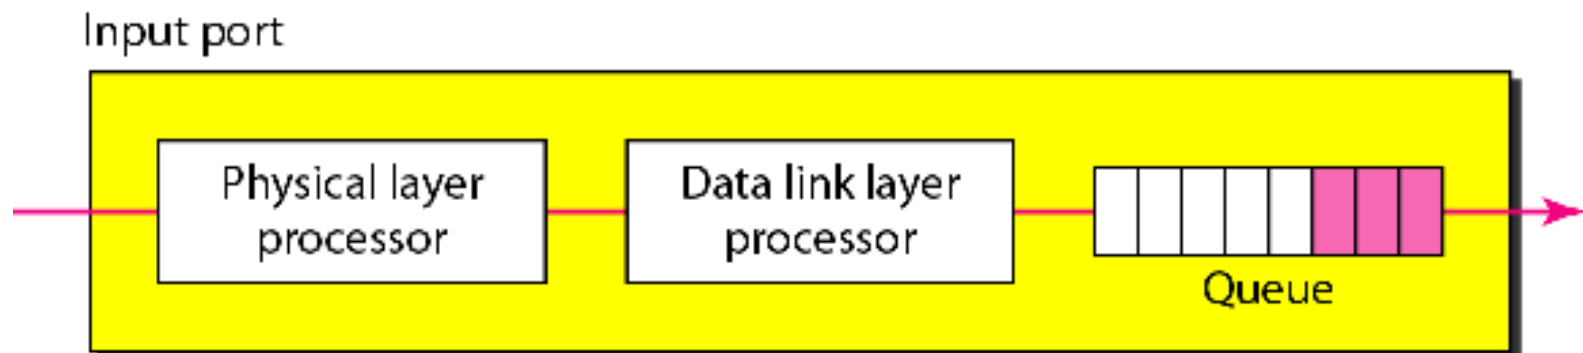 Input port
Physical layer
processor
Data link layer
processor
Queue